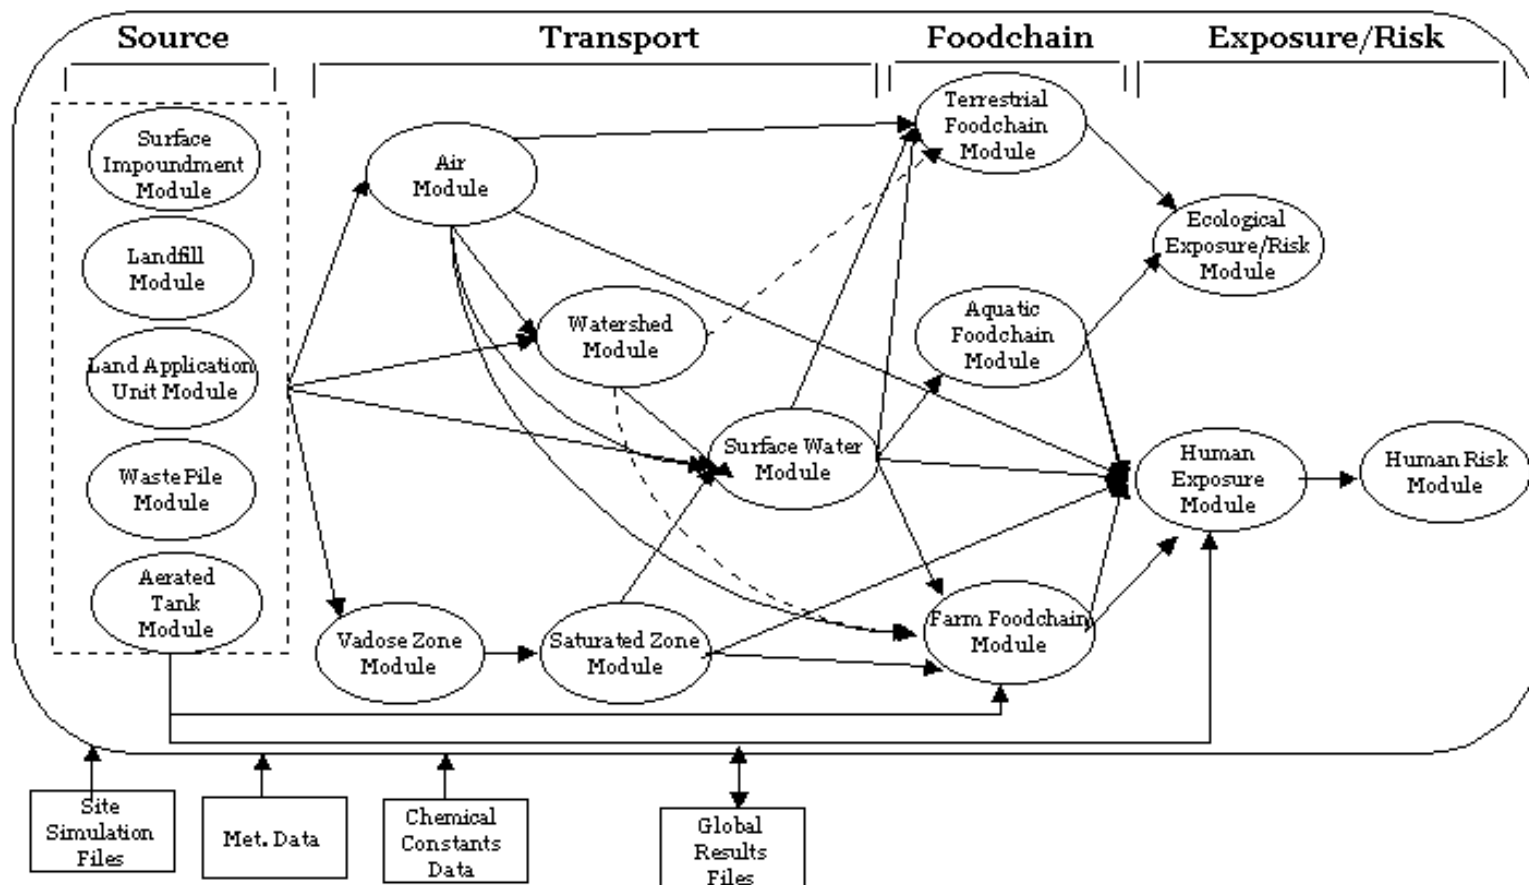 Source
Transport
Foodchain
Exposure/Risk
Surface
Impoundment
Module
Landfill
Module
Land Application
Unit Module
Waste Pile
Module
Aerated
Tank
Module
Air
Module
Watershed
Module
Surface Water
Module
Vadose Zone
Module
Saturated Zone
Module
Terrestrial
Foodchain
Module
Aquatic
Foodchain
Module
Farm Foodchain
Module
Ecological
Exposure/Risk
Module
Human
Exposure
Module
Human Risk
Module
Site
Simulation
Files
Met. Data
Chemical
Constants
Data
Global
Results
Files